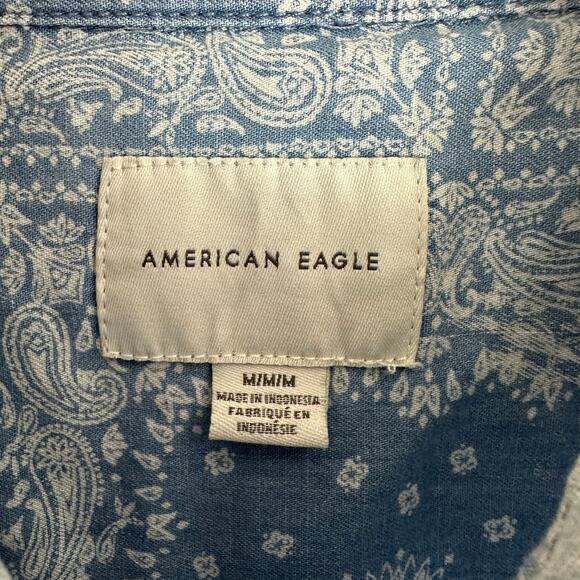 AMERICAN EAGLE
M/M/M
MADE IN INDONESIA
FABRIQUÉ EN
INDONÉSIE